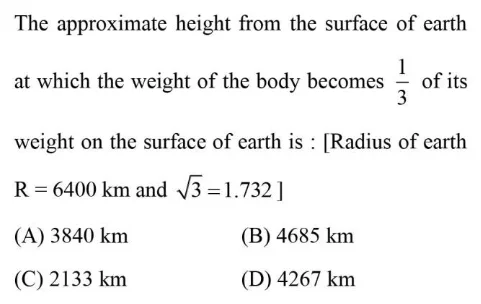 The approximate height from the surface of earth
at which the weight of the body becomes 1/3 of its
weight on the surface of earth is : [Radius of earth
R = 6400 km and √3 = 1.732 ]
(A) 3840 km (B) 4685 km
(C) 2133 km (D) 4267 km